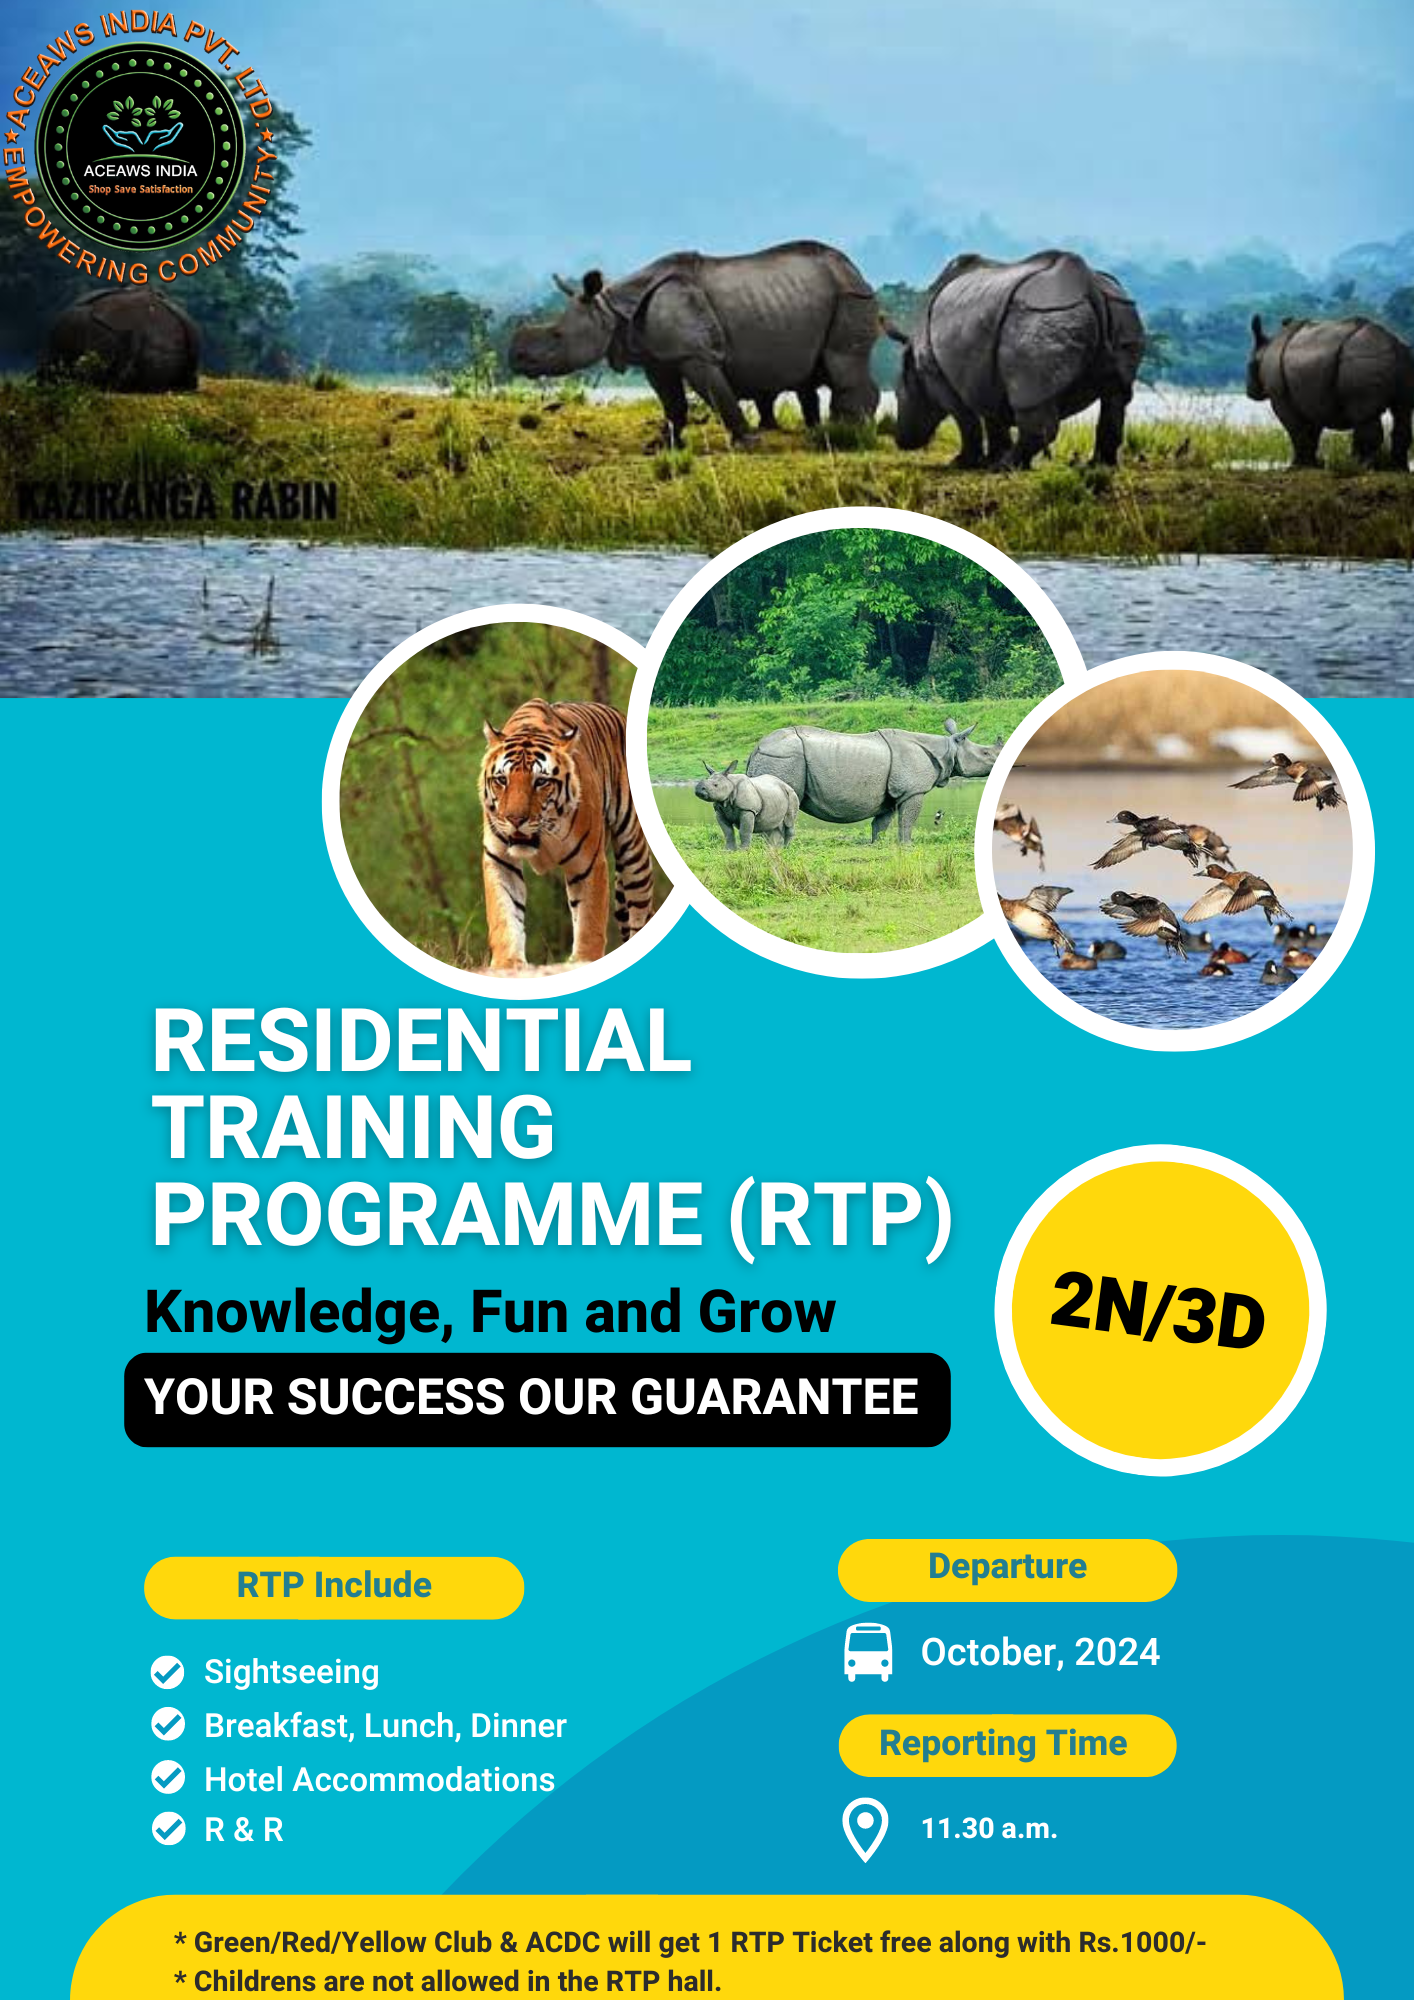 ★ ACEAWS INDIA PVT. LTD. ★
EMPOWERING COMMUNITY
ACEAWS INDIA
Shop Save Satisfaction
KAZIRANGA RABIN
RESIDENTIAL
TRAINING
PROGRAMME (RTP)
Knowledge, Fun and Grow
YOUR SUCCESS OUR GUARANTEE
2N/3D
RTP Include
Sightseeing
Breakfast, Lunch, Dinner
Hotel Accommodations
R & R
Departure
October, 2024
Reporting Time
11.30 a.m.
* Green/Red/Yellow Club & ACDC will get 1 RTP Ticket free along with Rs.1000/-
* Childrens are not allowed in the RTP hall.